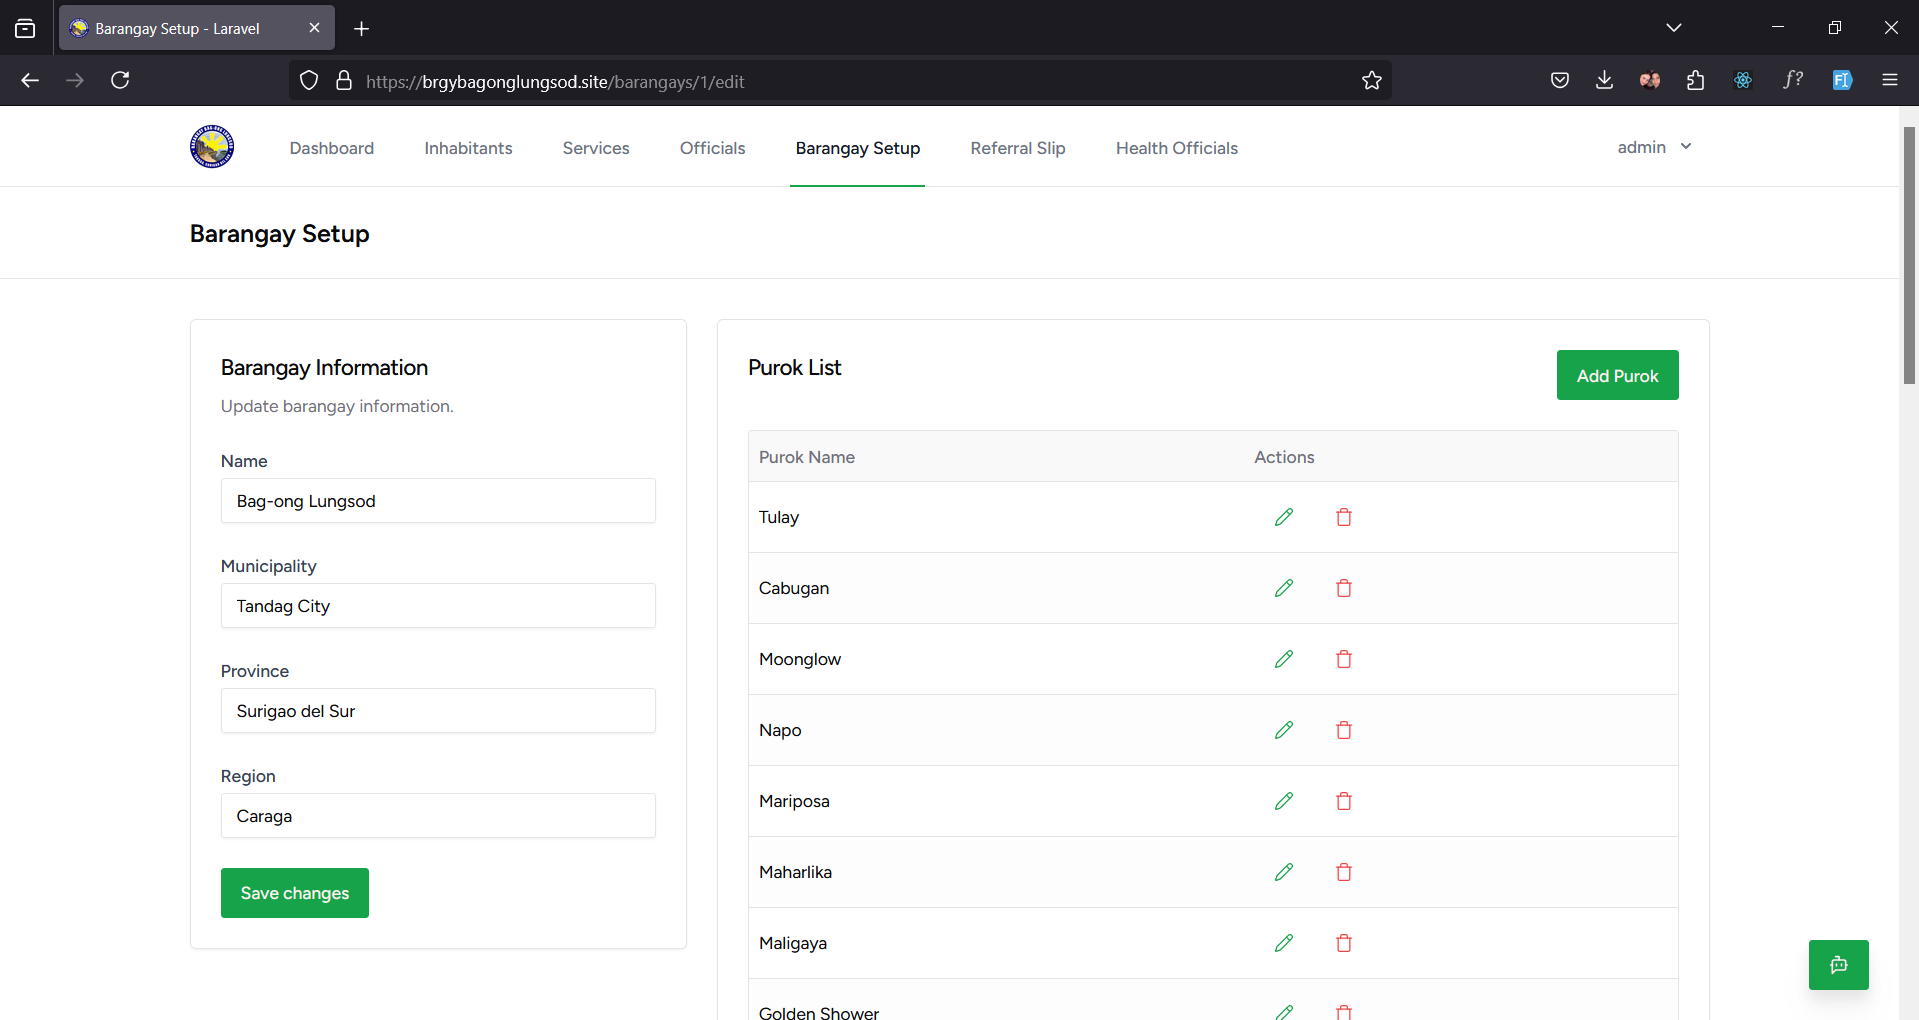 Barangay Setup - Laravel
https://brgybagonglungsod.site/barangays/1/edit
f?
FI
Dashboard
Inhabitants
Services
Officials
Barangay Setup
Referral Slip
Health Officials
admin
Barangay Setup
Barangay Information
Update barangay information.
Name
Bag-ong Lungsod
Municipality
Tandag City
Province
Surigao del Sur
Region
Caraga
Save changes
Purok List
Add Purok
Purok Name
Actions
Tulay
Cabugan
Moonglow
Napo
Mariposa
Maharlika
Maligaya
Golden Shower